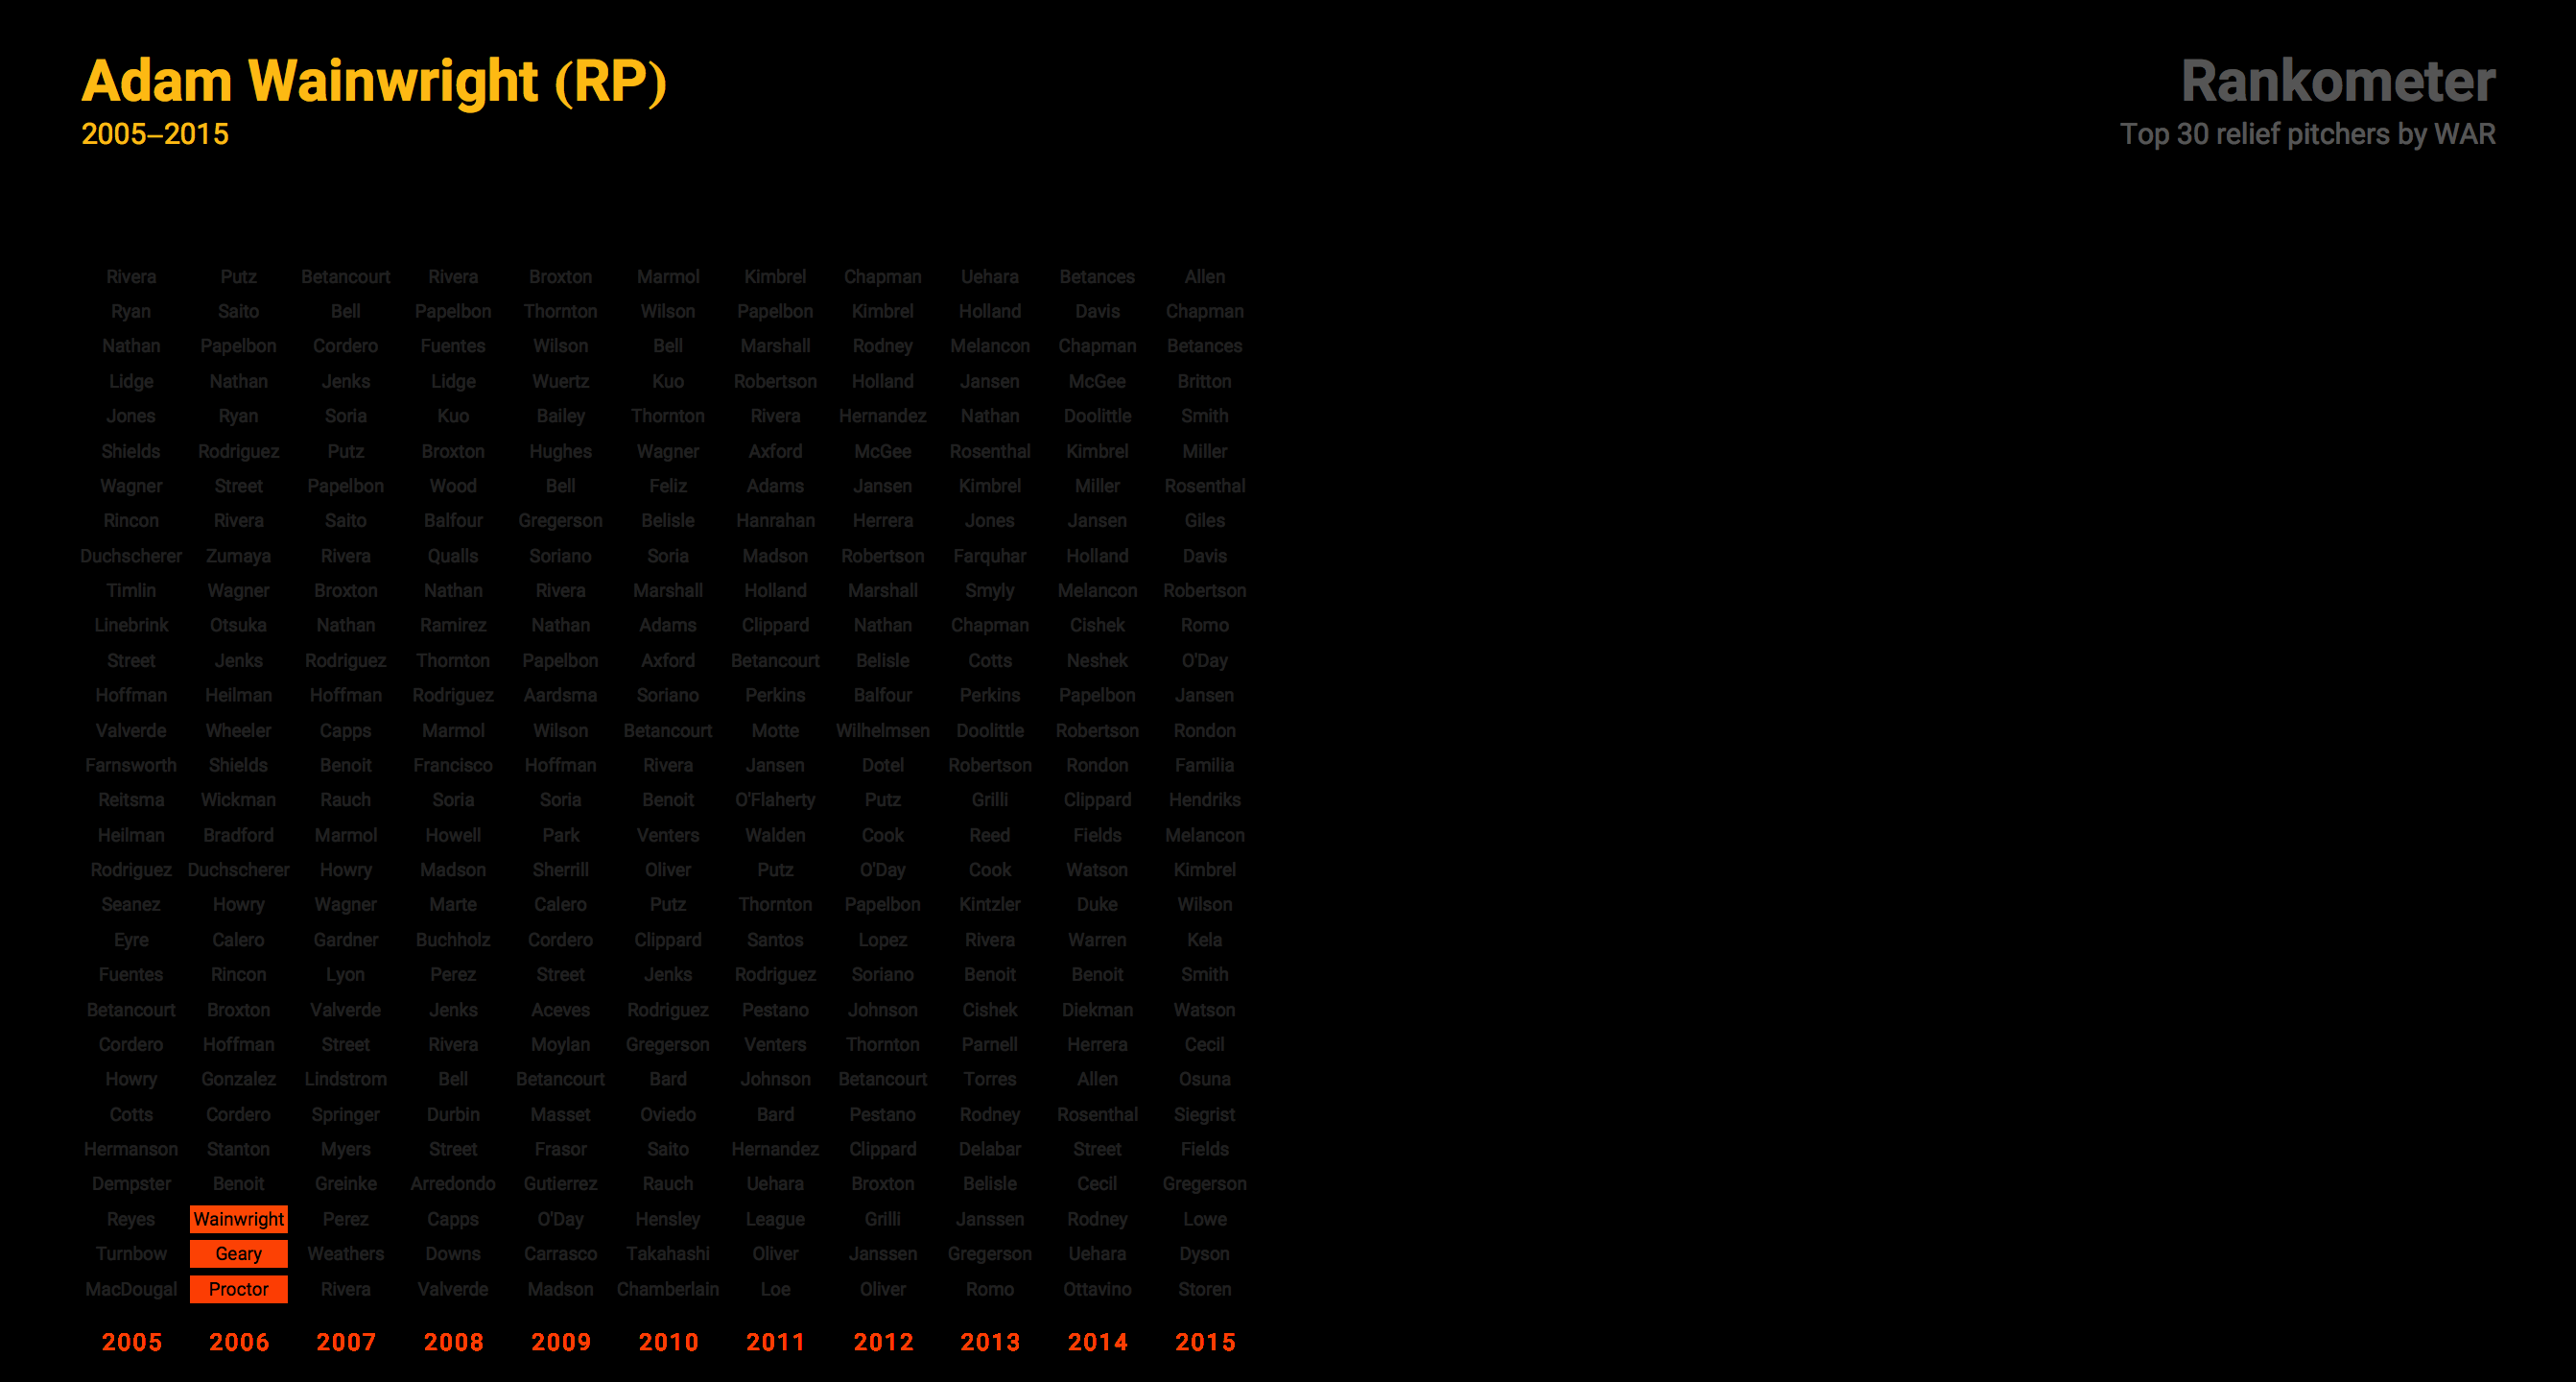 Adam Wainwright (RP)
2005–2015
Rankometer
Top 30 relief pitchers by WAR
Rivera Putz Betancourt Rivera Broxton Marmol Kimbrel Chapman Uehara Betances Allen
Ryan Saito Bell Papelbon Thornton Wilson Papelbon Kimbrel Holland Davis Chapman
Nathan Papelbon Cordero Fuentes Wilson Bell Marshall Rodney Melancon Chapman Betances
Lidge Nathan Jenks Lidge Wuertz Kuo Robertson Holland Jansen McGee Britton
Jones Ryan Soria Kuo Bailey Thornton Rivera Hernandez Nathan Doolittle Smith
Shields Rodriguez Putz Broxton Hughes Wagner Axford McGee Rosenthal Kimbrel Miller
Wagner Street Papelbon Wood Bell Feliz Adams Jansen Kimbrel Miller Rosenthal
Rincon Rivera Saito Balfour Gregerson Belisle Hanrahan Herrera Jones Jansen Giles
Duchscherer Zumaya Rivera Qualls Soriano Soria Madson Robertson Farquhar Holland Davis
Timlin Wagner Broxton Nathan Rivera Marshall Holland Marshall Smyly Melancon Robertson
Linebrink Otsuka Nathan Ramirez Nathan Adams Clippard Nathan Chapman Cishek Romo
Street Jenks Rodriguez Thornton Papelbon Axford Betancourt Belisle Cotts Neshek O'Day
Hoffman Heilman Hoffman Rodriguez Aardsma Soriano Perkins Balfour Perkins Papelbon Jansen
Valverde Wheeler Capps Marmol Wilson Betancourt Motte Wilhelmsen Doolittle Robertson Rondon
Farnsworth Shields Benoit Francisco Hoffman Rivera Jansen Dotel Robertson Rondon Familia
Reitsma Wickman Rauch Soria Soria Benoit O'Flaherty Putz Grilli Clippard Hendriks
Heilman Bradford Marmol Howell Park Venters Walden Cook Reed Fields Melancon
Rodriguez Duchscherer Howry Madson Sherrill Oliver Putz O'Day Cook Watson Kimbrel
Seanez Howry Wagner Marte Calero Putz Thornton Papelbon Kintzler Duke Wilson
Eyre Calero Gardner Buchholz Cordero Clippard Santos Lopez Rivera Warren Kela
Fuentes Rincon Lyon Perez Street Jenks Rodriguez Soriano Benoit Benoit Smith
Betancourt Broxton Valverde Jenks Aceves Rodriguez Pestano Johnson Cishek Diekman Watson
Cordero Hoffman Street Rivera Moylan Gregerson Venters Thornton Parnell Herrera Cecil
Howry Gonzalez Lindstrom Bell Betancourt Bard Johnson Betancourt Torres Allen Osuna
Cotts Cordero Springer Durbin Masset Oviedo Bard Pestano Rodney Rosenthal Siegrist
Hermanson Stanton Myers Street Frasor Saito Hernandez Clippard Delabar Street Fields
Dempster Benoit Greinke Arredondo Gutierrez Rauch Uehara Broxton Belisle Cecil Gregerson
Reyes Wainwright Perez Capps O'Day Hensley League Grilli Janssen Rodney Lowe
Turnbow Geary Weathers Downs Carrasco Takahashi Oliver Janssen Gregerson Uehara Dyson
MacDougal Proctor Rivera Valverde Madson Chamberlain Loe Oliver Romo Ottavino Storen
2005 2006 2007 2008 2009 2010 2011 2012 2013 2014 2015